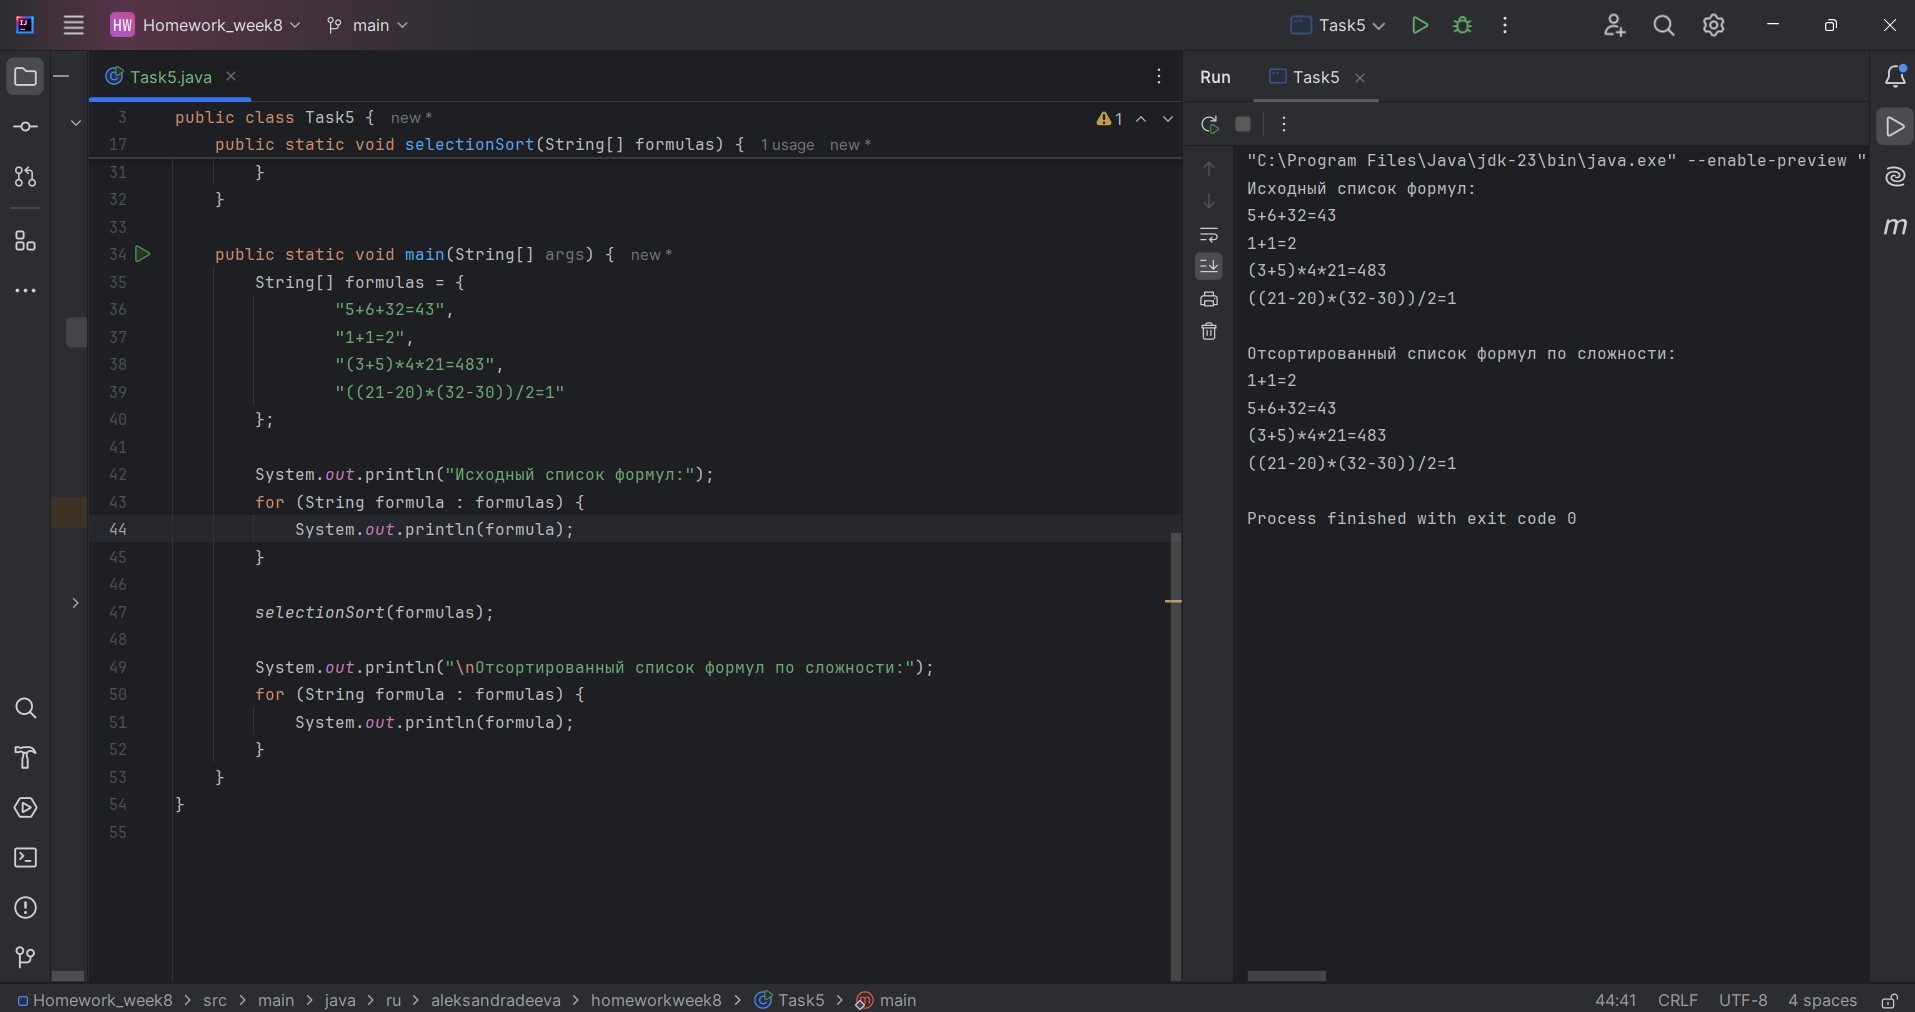 HW Homework_week8 main Task5
Task5.java
Run Task5
3 public class Task5 { new *
1
17 public static void selectionSort(String[] formulas) { 1 usage new *
31 }
32 }
33
34 public static void main(String[] args) { new *
35 String[] formulas = {
36 "5+6+32=43",
37 "1+1=2",
38 "(3+5)*4*21=483",
39 "((21-20)*(32-30))/2=1"
40 };
41
42 System.out.println("Исходный список формул:");
43 for (String formula : formulas) {
44 System.out.println(formula);
45 }
46
47 selectionSort(formulas);
48
49 System.out.println("\nОтсортированный список формул по сложности:");
50 for (String formula : formulas) {
51 System.out.println(formula);
52 }
53 }
54 }
55
"C:\Program Files\Java\jdk-23\bin\java.exe" --enable-preview "
Исходный список формул:
5+6+32=43
1+1=2
(3+5)*4*21=483
((21-20)*(32-30))/2=1
Отсортированный список формул по сложности:
1+1=2
5+6+32=43
(3+5)*4*21=483
((21-20)*(32-30))/2=1
Process finished with exit code 0
m
Homework_week8 > src > main > java > ru > aleksandradeeva > homeworkweek8 > Task5 > main
44:41 CRLF UTF-8 4 spaces